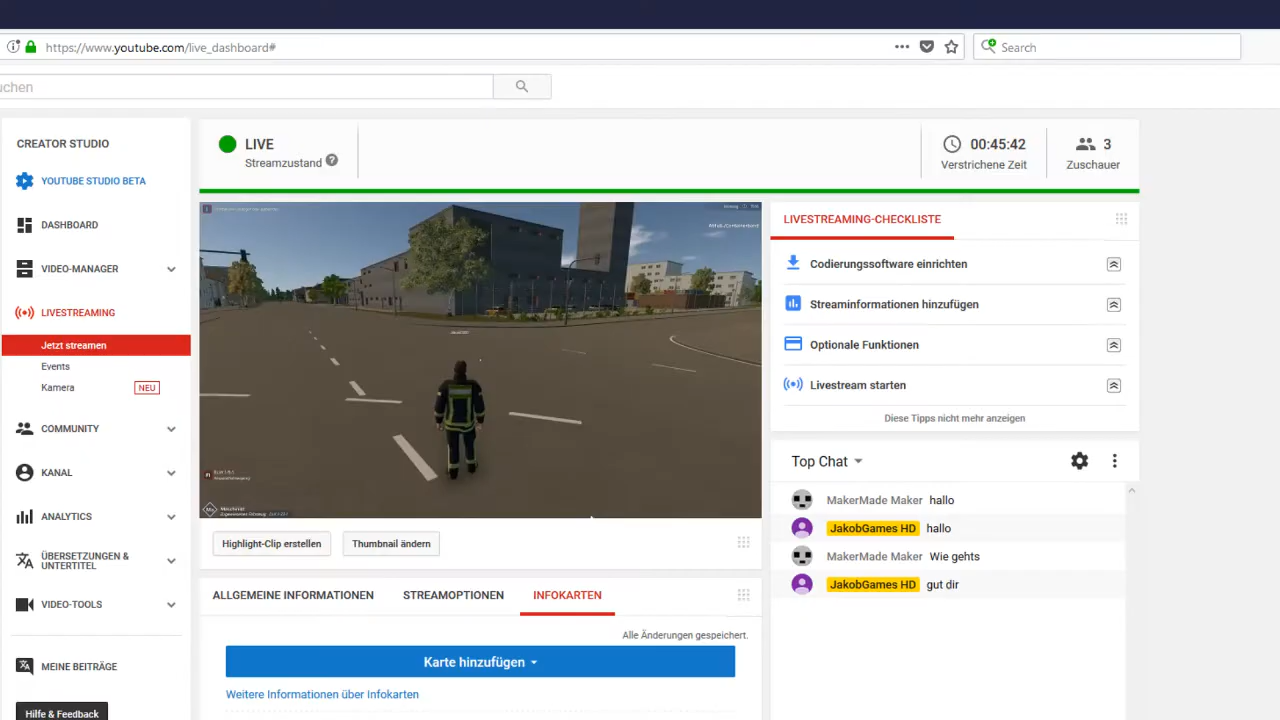 https://www.youtube.com/live_dashboard#
Search
uchen
CREATOR STUDIO
YOUTUBE STUDIO BETA
DASHBOARD
VIDEO-MANAGER
LIVESTREAMING
Jetzt streamen
Events
Kamera NEU
COMMUNITY
KANAL
ANALYTICS
ÜBERSETZUNGEN &
UNTERTITEL
VIDEO-TOOLS
MEINE BEITRÄGE
Hilfe & Feedback
LIVE
Streamzustand
00:45:42
Verstrichene Zeit
3
Zuschauer
Highlight-Clip erstellen
Thumbnail ändern
ALLGEMEINE INFORMATIONEN
STREAMOPTIONEN
INFOKARTEN
Alle Änderungen gespeichert.
Karte hinzufügen
Weitere Informationen über Infokarten
LIVESTREAMING-CHECKLISTE
Codierungssoftware einrichten
Streaminformationen hinzufügen
Optionale Funktionen
Livestream starten
Diese Tipps nicht mehr anzeigen
Top Chat
MakerMade Maker hallo
JakobGames HD hallo
MakerMade Maker Wie gehts
JakobGames HD gut dir